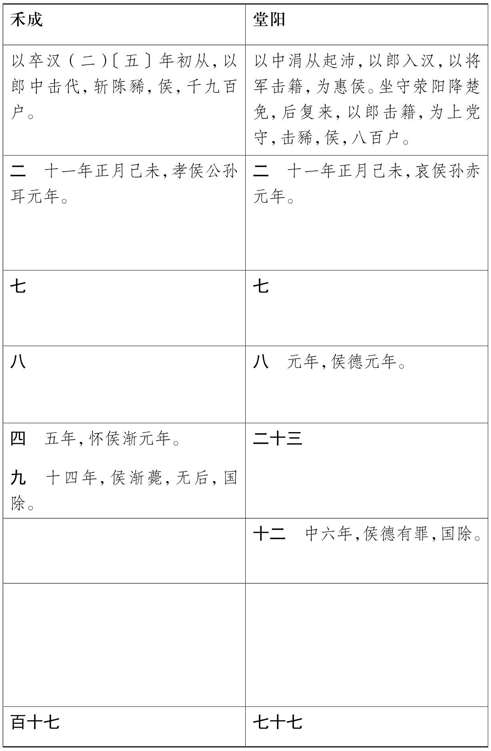 禾成
堂阳
以卒汉(二)〔五〕年初从,以
郎中击代,斩陈豨,侯,千九百
户。
以中涓从起沛,以郎入汉,以将
军击籍,为惠侯。坐守荥阳降楚
免,后复来,以郎击籍,为上党
守,击豨,侯,八百户。
二 十一年正月己未,孝侯公孙
耳元年。
二 十一年正月己未,哀侯孙赤
元年。
七
七
八
八 元年,侯德元年。
四 五年,怀侯渐元年。
九 十四年,侯渐薨,无后,国
除。
二十三
十二 中六年,侯德有罪,国除。
百十七
七十七